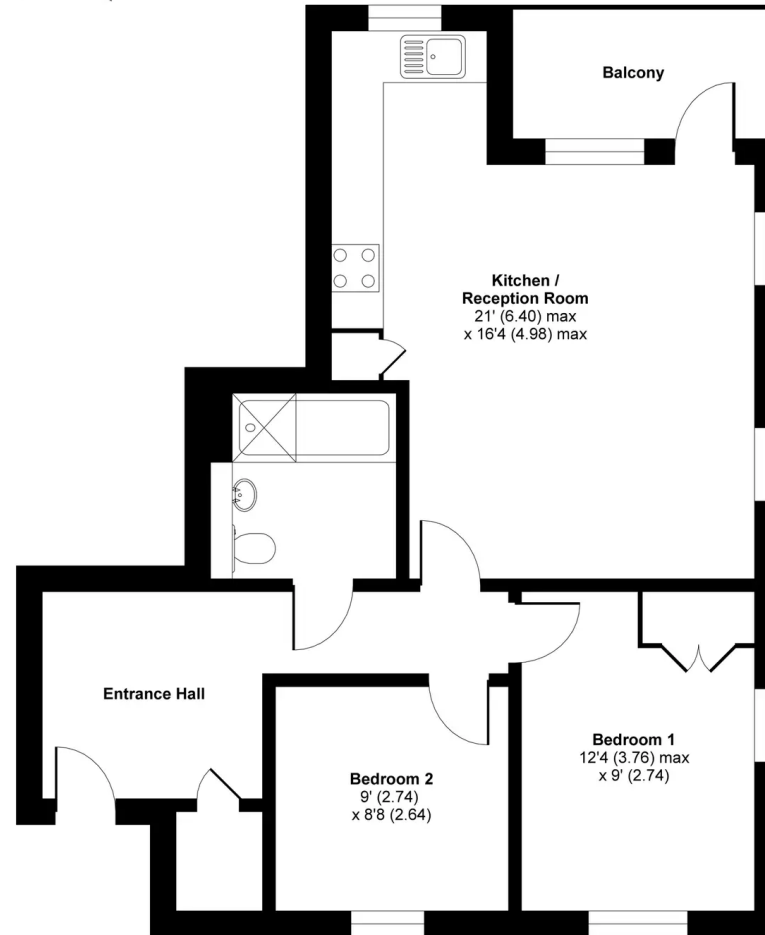 Balcony
Kitchen /
Reception Room
21' (6.40) max
x 16'4 (4.98) max
Entrance Hall
Bedroom 2
9' (2.74)
x 8'8 (2.64)
Bedroom 1
12'4 (3.76) max
x 9' (2.74)